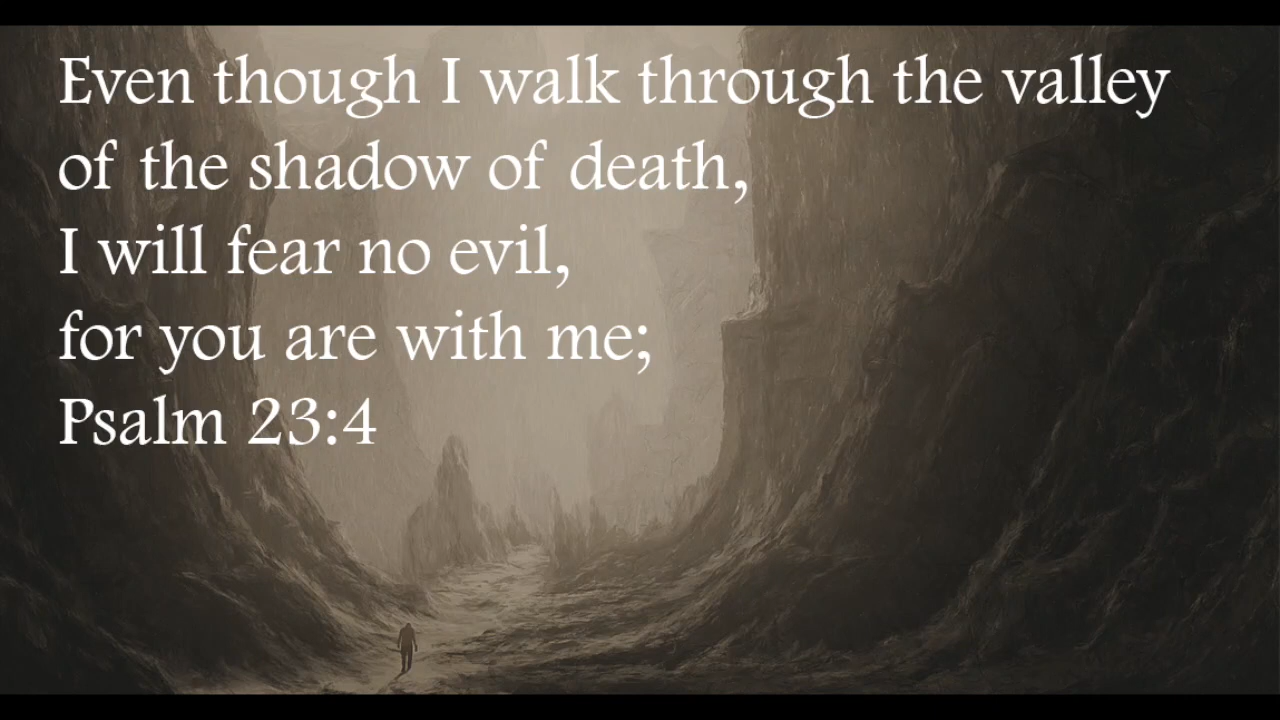 Even though I walk through the valley
of the shadow of death,
I will fear no evil,
for you are with me;
Psalm 23:4